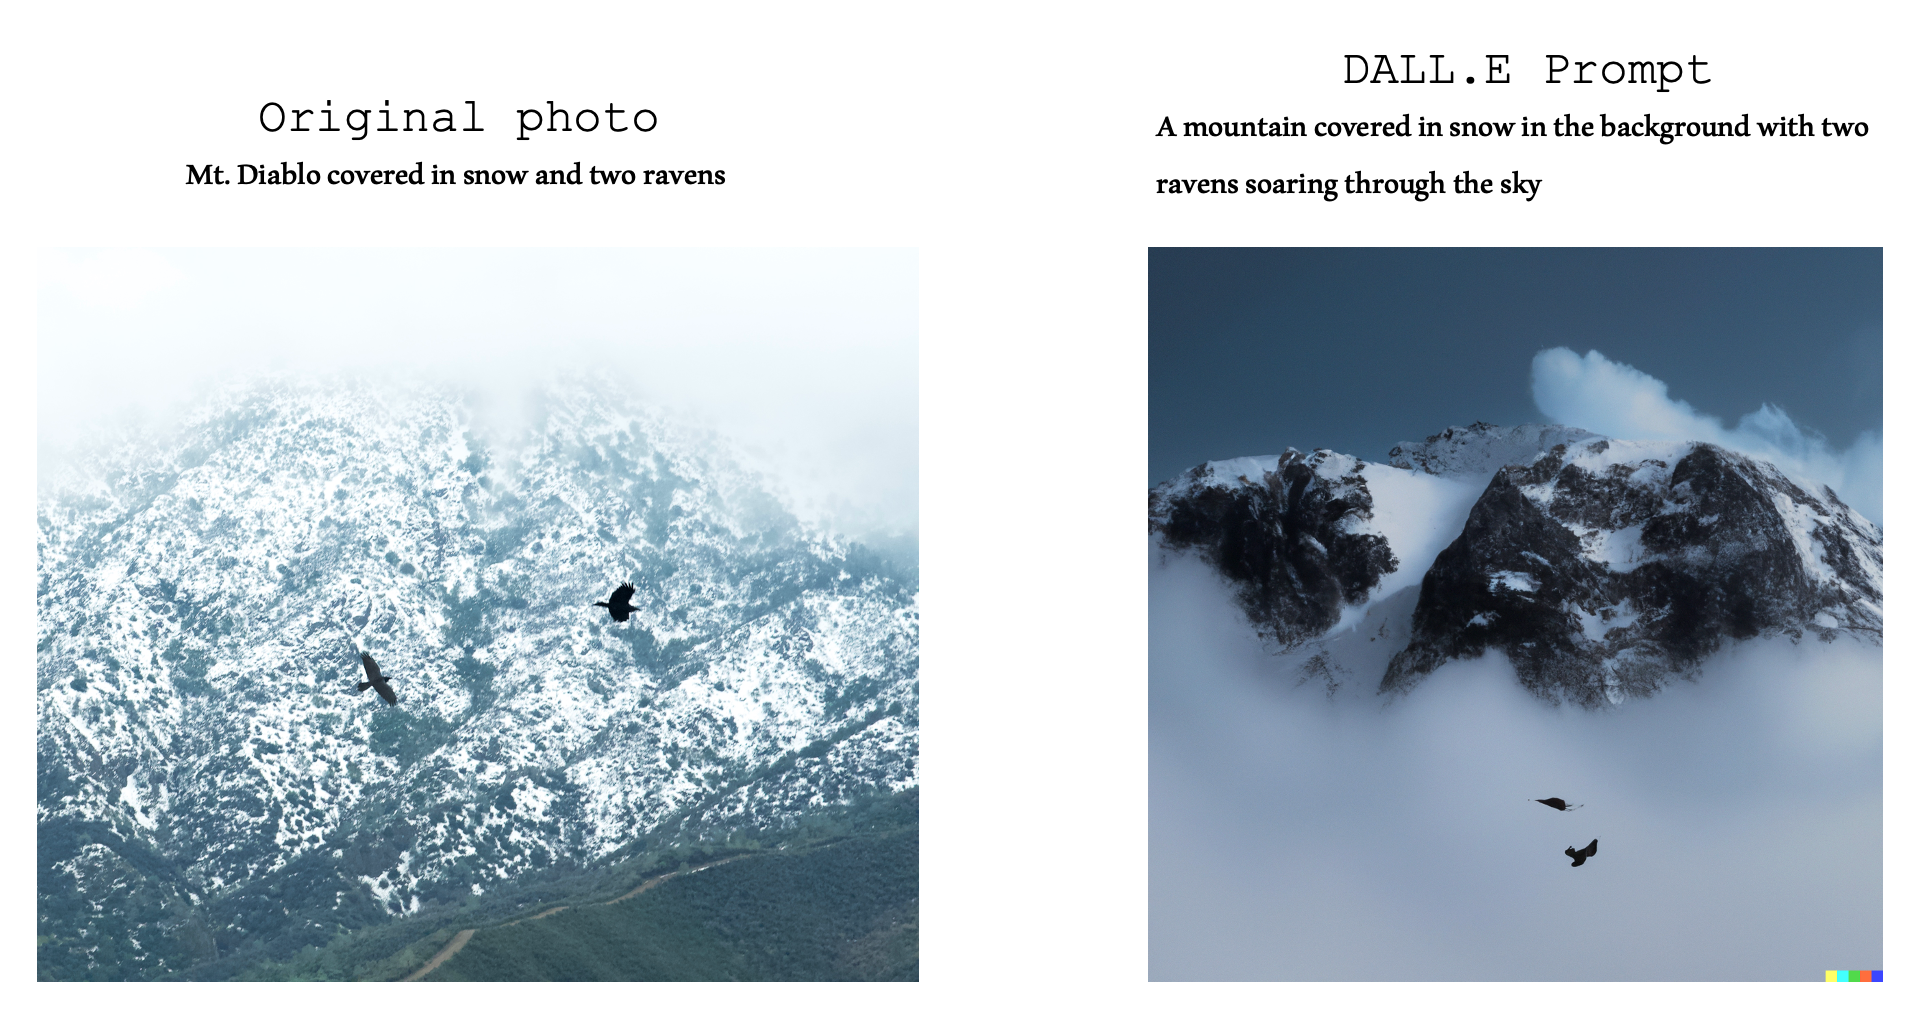 Original photo
Mt. Diablo covered in snow and two ravens
DALL.E Prompt
A mountain covered in snow in the background with two
ravens soaring through the sky